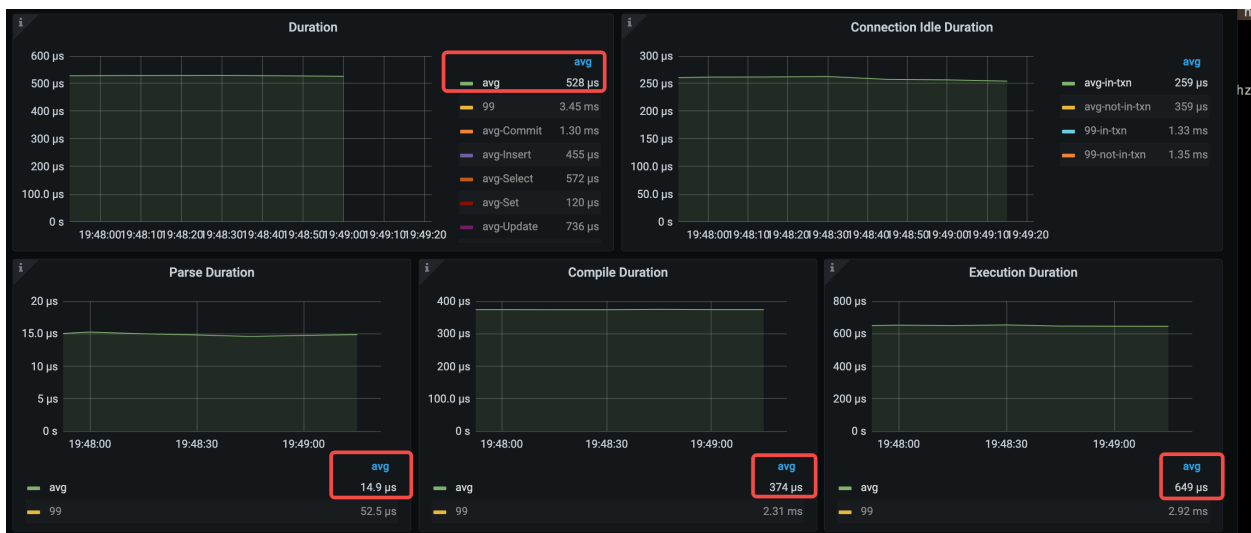 Duration
600 µs
500 µs
400 µs
300 µs
200 µs
100.0 µs
0 s
19:48:00 19:48:10 19:48:20 19:48:30 19:48:40 19:48:50 19:49:00 19:49:10 19:49:20
avg
avg 528 µs
99 3.45 ms
avg-Commit 1.30 ms
avg-Insert 455 µs
avg-Select 572 µs
avg-Set 120 µs
avg-Update 736 µs
Connection Idle Duration
300 µs
250 µs
200 µs
150 µs
100.0 µs
50.0 µs
0 s
19:48:00 19:48:10 19:48:20 19:48:30 19:48:40 19:48:50 19:49:00 19:49:10 19:49:20
avg
avg-in-txn 259 µs
avg-not-in-txn 359 µs
99-in-txn 1.33 ms
99-not-in-txn 1.35 ms
hz
Parse Duration
20 µs
15.0 µs
10 µs
5 µs
0 s
19:48:00 19:48:30 19:49:00
avg
avg 14.9 µs
99 52.5 µs
Compile Duration
400 µs
300 µs
200 µs
100.0 µs
0 s
19:48:00 19:48:30 19:49:00
avg
avg 374 µs
99 2.31 ms
Execution Duration
800 µs
600 µs
400 µs
200 µs
0 s
19:48:00 19:48:30 19:49:00
avg
avg 649 µs
99 2.92 ms